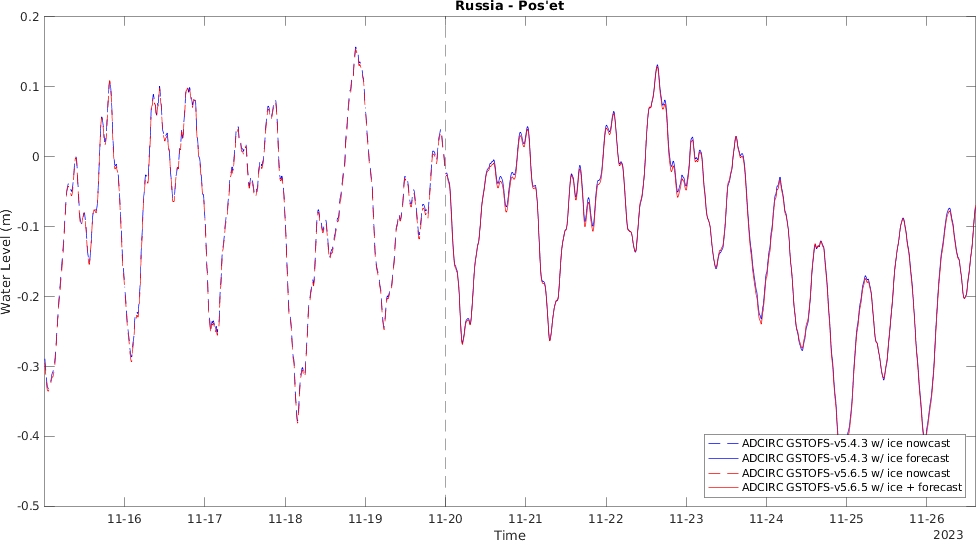 Russia - Pos'et
0.2
0.1
0
-0.1
-0.2
-0.3
-0.4
-0.5
Water Level (m)
ADCIRC GSTOFS-v5.4.3 w/ ice nowcast
ADCIRC GSTOFS-v5.4.3 w/ ice forecast
ADCIRC GSTOFS-v5.6.5 w/ ice nowcast
ADCIRC GSTOFS-v5.6.5 w/ ice + forecast
11-16 11-17 11-18 11-19 11-20 11-21 11-22 11-23 11-24 11-25 11-26
Time
2023